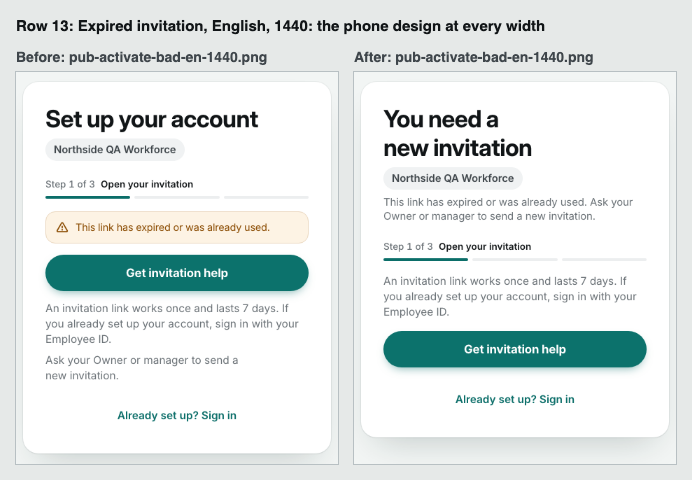 Row 13: Expired invitation, English, 1440: the phone design at every width
Before: pub-activate-bad-en-1440.png
Set up your account
Northside QA Workforce
Step 1 of 3 Open your invitation
This link has expired or was already used.
Get invitation help
An invitation link works once and lasts 7 days. If
you already set up your account, sign in with your
Employee ID.
Ask your Owner or manager to send a
new invitation.
Already set up? Sign in
After: pub-activate-bad-en-1440.png
You need a
new invitation
Northside QA Workforce
This link has expired or was already used. Ask your
Owner or manager to send a new invitation.
Step 1 of 3 Open your invitation
An invitation link works once and lasts 7 days. If
you already set up your account, sign in with your
Employee ID.
Get invitation help
Already set up? Sign in